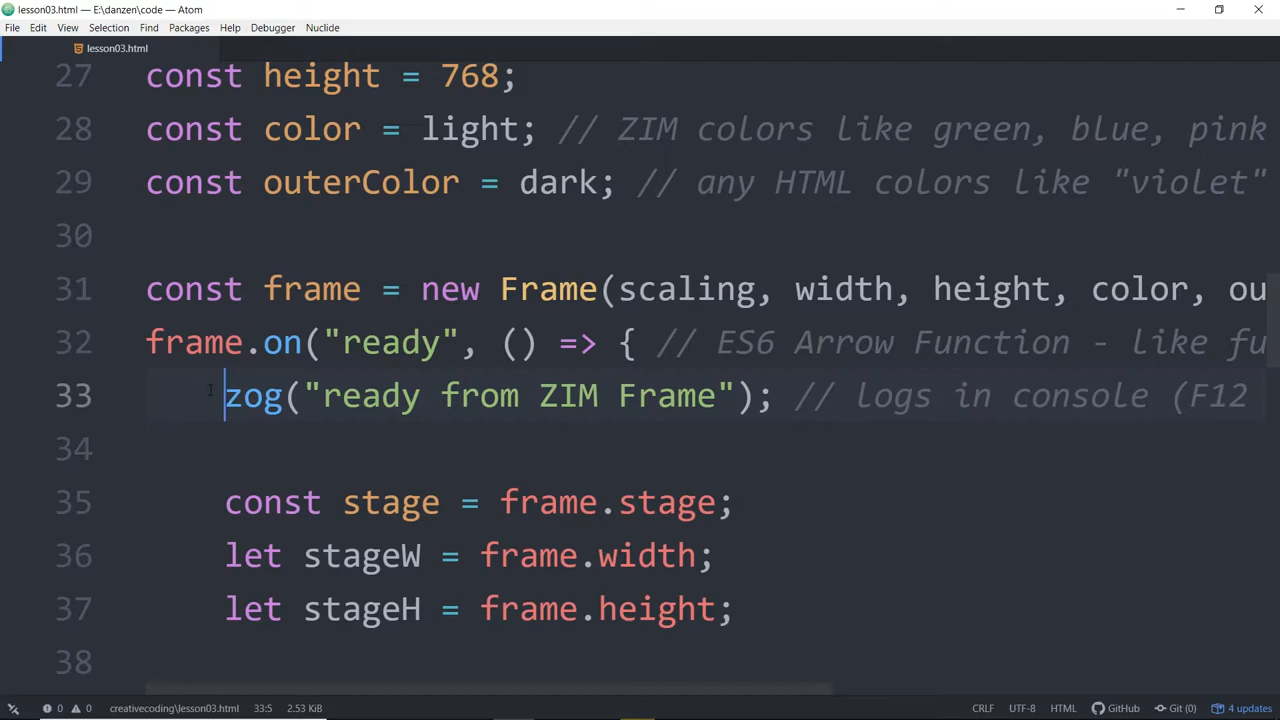 lesson03.html — E:\danzen\code — Atom
File Edit View Selection Find Packages Help Debugger Nuclide
lesson03.html
27 const height = 768;
28 const color = light; // ZIM colors like green, blue, pink
29 const outerColor = dark; // any HTML colors like "violet"
30
31 const frame = new Frame(scaling, width, height, color, ou
32 frame.on("ready", () => { // ES6 Arrow Function - like fu
33 zog("ready from ZIM Frame"); // logs in console (F12
34
35 const stage = frame.stage;
36 let stageW = frame.width;
37 let stageH = frame.height;
38
0 0 creativecoding\lesson03.html 33:5 2.53 KiB CRLF UTF-8 HTML GitHub Git (0) 4 updates